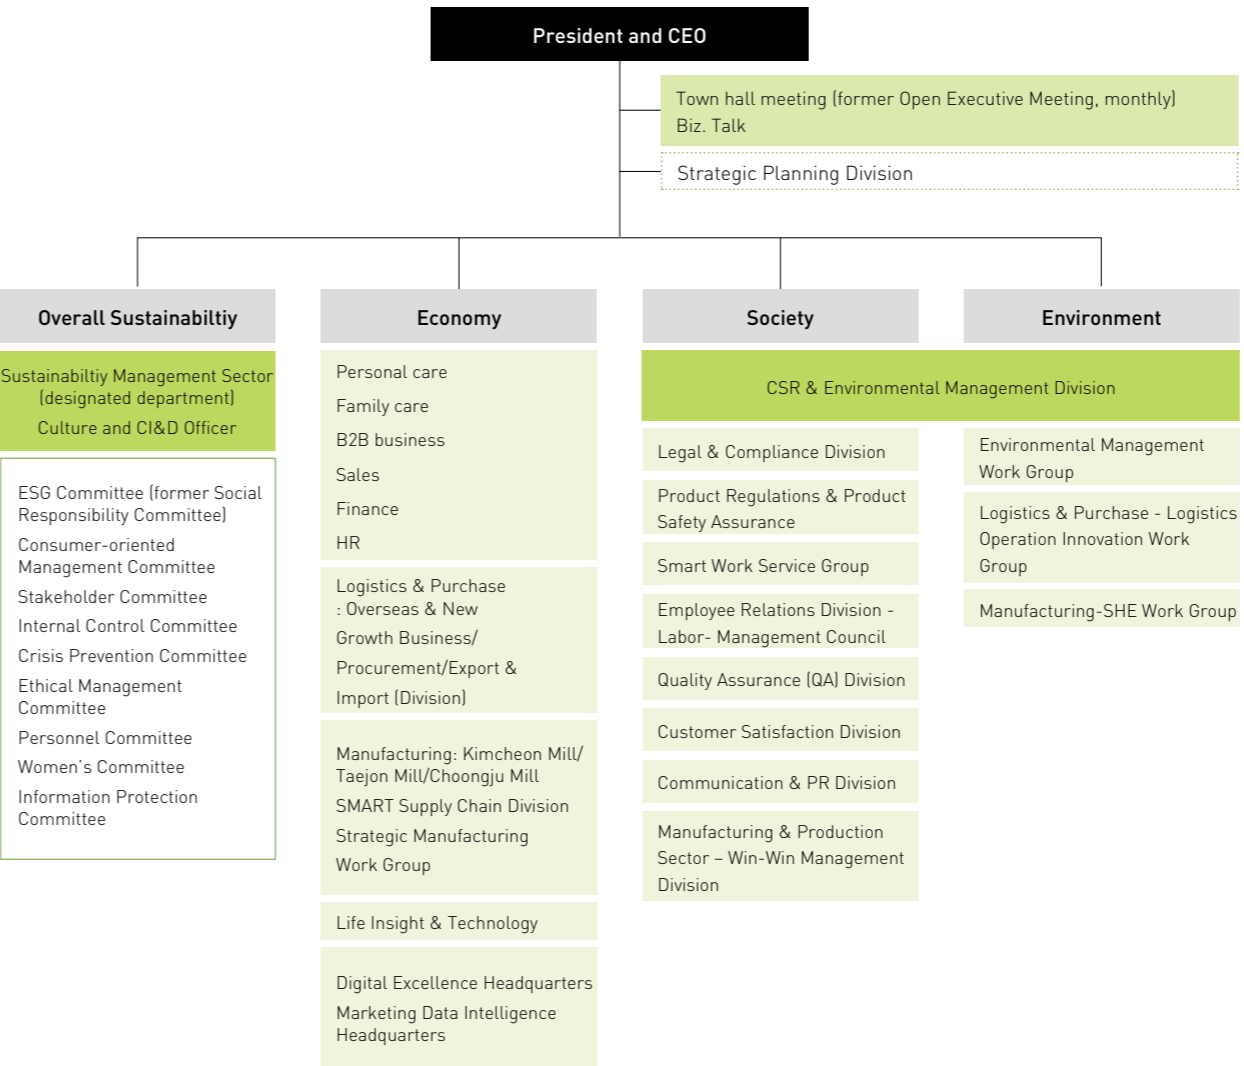 President and CEO
Town hall meeting (former Open Executive Meeting, monthly)
Biz. Talk
Strategic Planning Division
Overall Sustainabiltiy
Sustainabiltiy Management Sector
(designated department)
Culture and CI&D Officer
ESG Committee (former Social
Responsibility Committee)
Consumer-oriented
Management Committee
Stakeholder Committee
Internal Control Committee
Crisis Prevention Committee
Ethical Management
Committee
Personnel Committee
Women's Committee
Information Protection
Committee
Economy
Personal care
Family care
B2B business
Sales
Finance
HR
Logistics & Purchase
: Overseas & New
Growth Business/
Procurement/Export &
Import (Division)
Manufacturing: Kimcheon Mill/
Taejon Mill/Choongju Mill
SMART Supply Chain Division
Strategic Manufacturing
Work Group
Life Insight & Technology
Digital Excellence Headquarters
Marketing Data Intelligence
Headquarters
Society
Environment
CSR & Environmental Management Division
Legal & Compliance Division
Product Regulations & Product
Safety Assurance
Smart Work Service Group
Employee Relations Division -
Labor- Management Council
Quality Assurance (QA) Division
Customer Satisfaction Division
Communication & PR Division
Manufacturing & Production
Sector – Win-Win Management
Division
Environmental Management
Work Group
Logistics & Purchase - Logistics
Operation Innovation Work
Group
Manufacturing-SHE Work Group